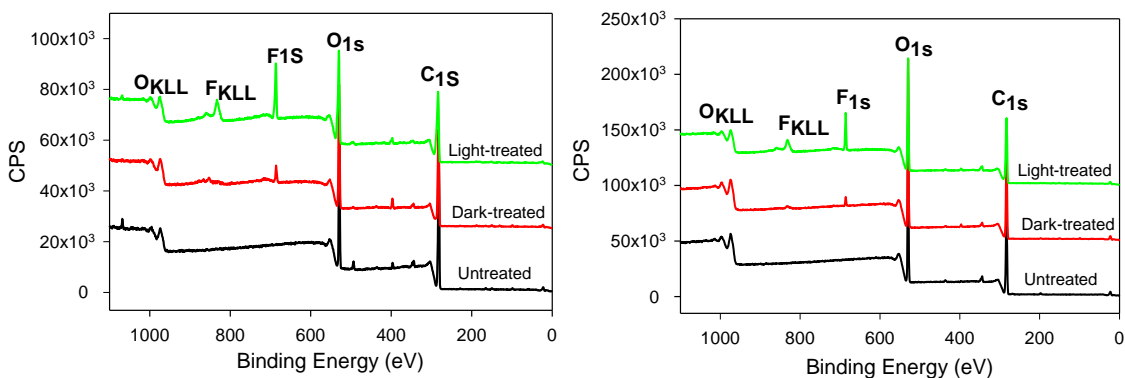 100x10³
80x10³
60x10³
40x10³
20x10³
0
CPS
OKLL
FKLL
F1S
O1s
C1S
Light-treated
Dark-treated
Untreated
1000 800 600 400 200 0
Binding Energy (eV)
250x10³
200x10³
150x10³
100x10³
50x10³
0
CPS
OKLL
FKLL
F1s
O1s
C1s
Light-treated
Dark-treated
Untreated
1000 800 600 400 200 0
Binding Energy (eV)